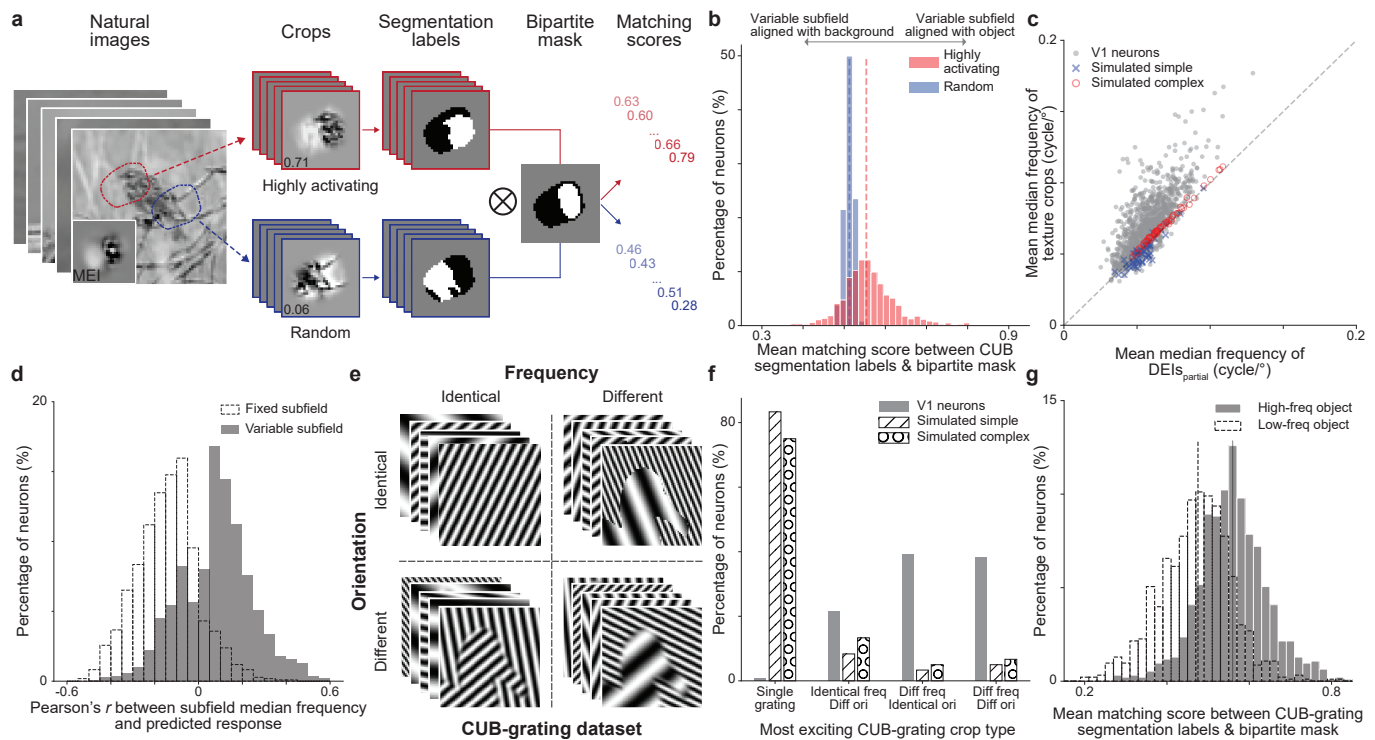 a
Natural
images
Crops
Segmentation
labels
Bipartite
mask
Matching
scores
MEI
0.71
Highly activating
0.06
Random
0.63
0.60
...
0.66
0.79
0.46
0.43
...
0.51
0.28
b
Variable subfield
aligned with background
Variable subfield
aligned with object
50
0
Percentage of neurons (%)
Highly
activating
Random
0.3
0.9
Mean matching score between CUB
segmentation labels & bipartite mask
c
0.2
0
Mean median frequency of
texture crops (cycle/°)
V1 neurons
Simulated simple
Simulated complex
0
0.2
Mean median frequency of
DEIs partial (cycle/°)
d
20
0
Percentage of neurons (%)
Fixed subfield
Variable subfield
-0.6
0
0.6
Pearson's r between subfield median frequency
and predicted response
e
Frequency
Identical
Different
Orientation
Identical
Different
CUB-grating dataset
f
80
0
Percentage of neurons (%)
V1 neurons
Simulated simple
Simulated complex
Single
grating
Identical freq
Diff ori
Diff freq
Identical ori
Diff freq
Diff ori
Most exciting CUB-grating crop type
g
15
0
Percentage of neurons (%)
High-freq object
Low-freq object
0.2
0.8
Mean matching score between CUB-grating
segmentation labels & bipartite mask